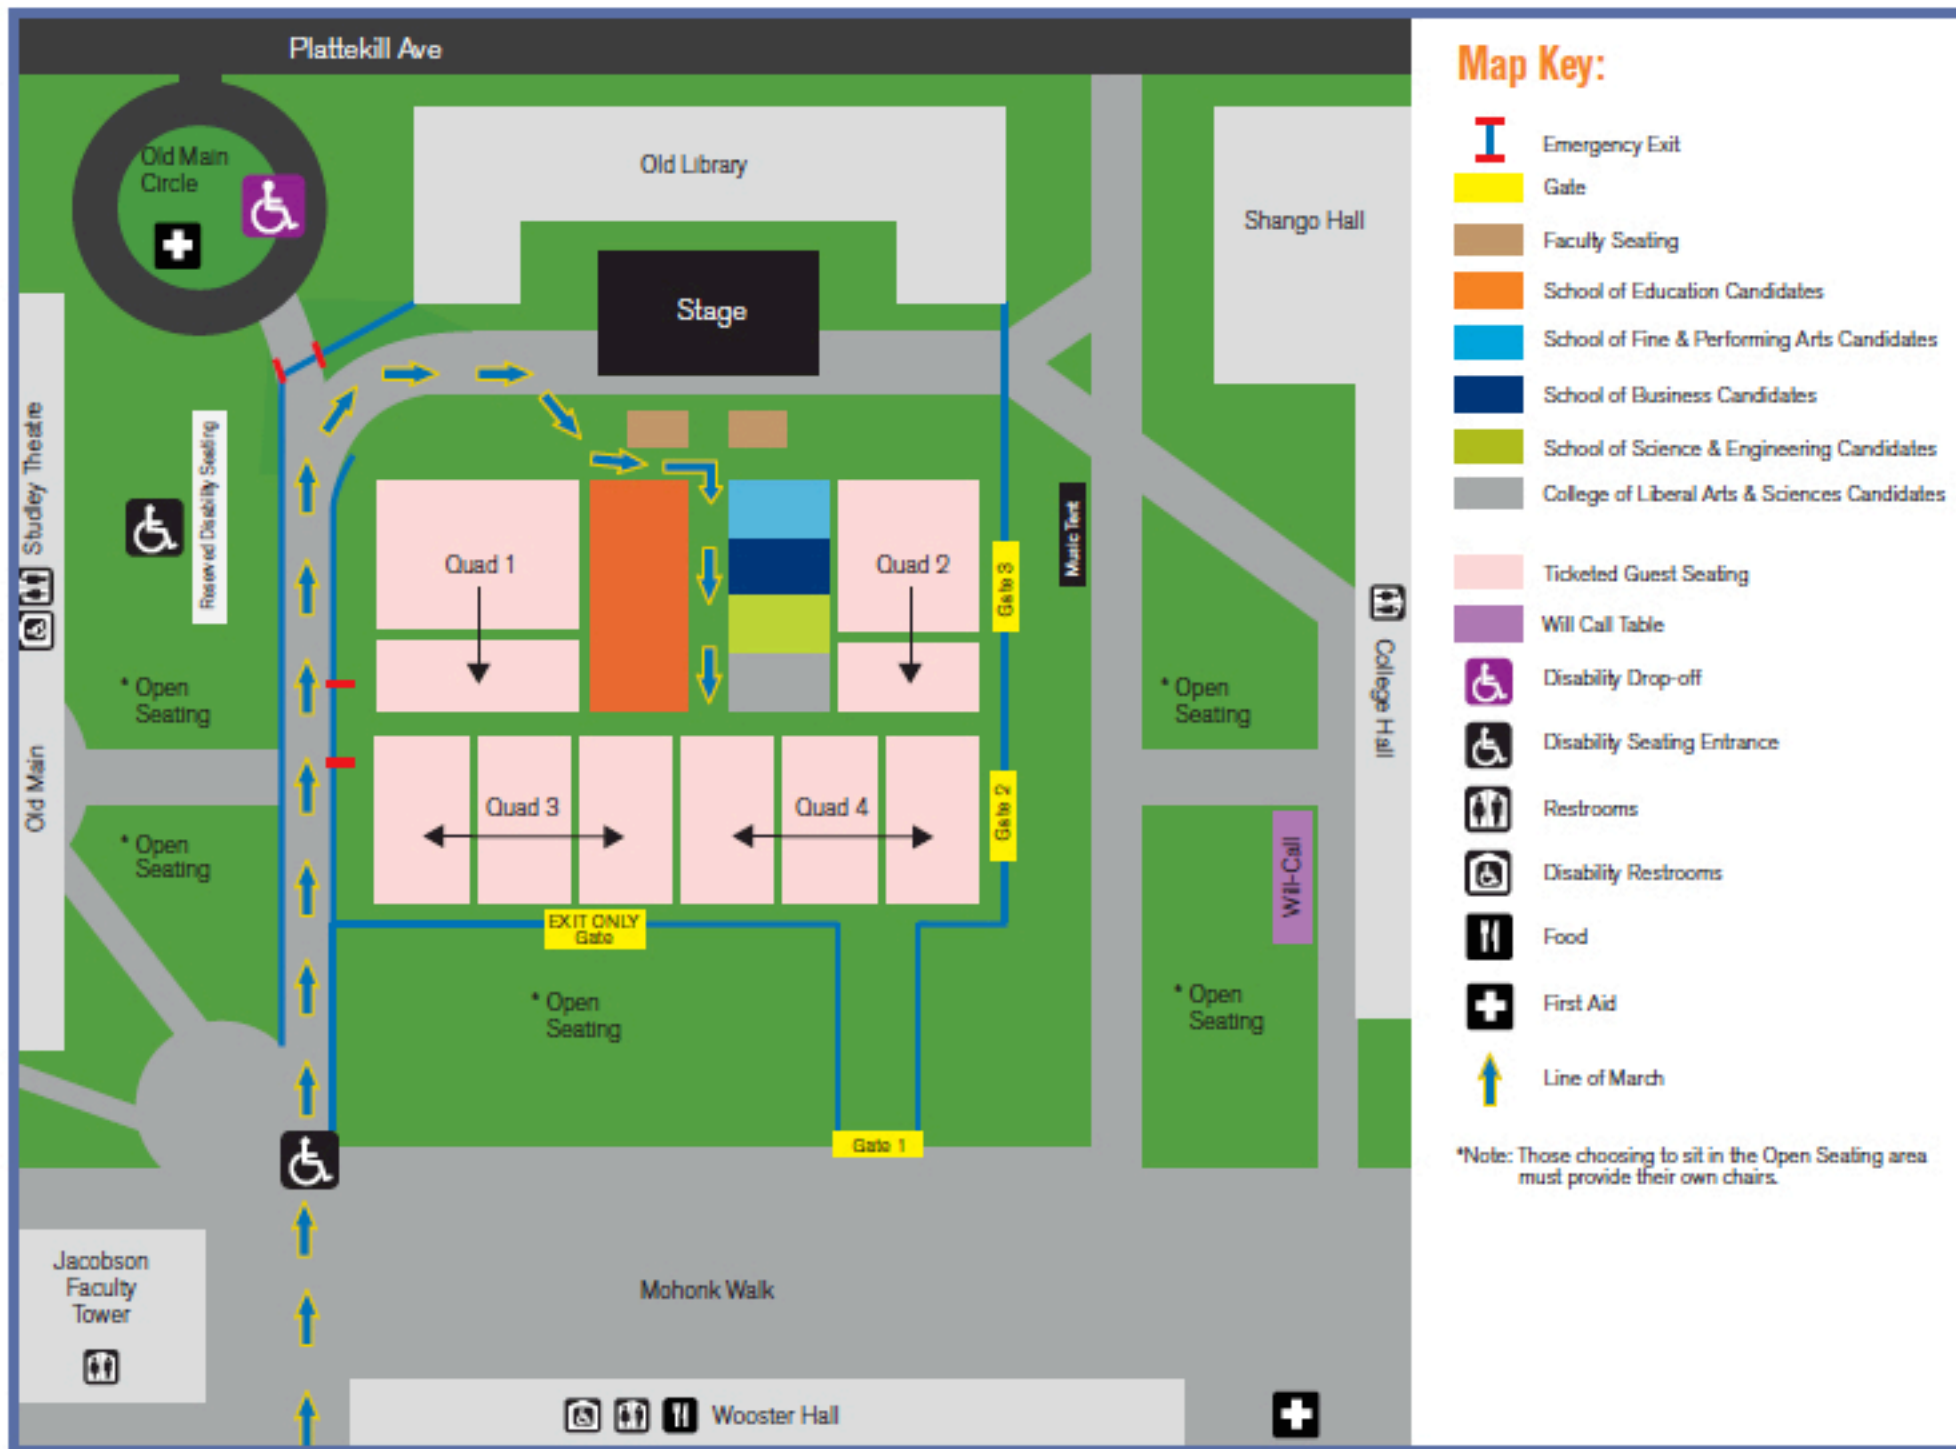 Plattekill Ave
Old Main
Circle
Old Library
Shango Hall
Stage
Studley Theatre
Reserved Disability Seating
Music Tent
Quad 1
Quad 2
Gate 3
* Open
Seating
* Open
Seating
College Hall
Old Main
Quad 3
Quad 4
Gate 2
* Open
Seating
Will-Call
EXIT ONLY
Gate
* Open
Seating
* Open
Seating
Gate 1
Jacobson
Faculty
Tower
Mohonk Walk
Wooster Hall
Map Key:
Emergency Exit
Gate
Faculty Seating
School of Education Candidates
School of Fine & Performing Arts Candidates
School of Business Candidates
School of Science & Engineering Candidates
College of Liberal Arts & Sciences Candidates
Ticketed Guest Seating
Will Call Table
Disability Drop-off
Disability Seating Entrance
Restrooms
Disability Restrooms
Food
First Aid
Line of March
*Note: Those choosing to sit in the Open Seating area
must provide their own chairs.